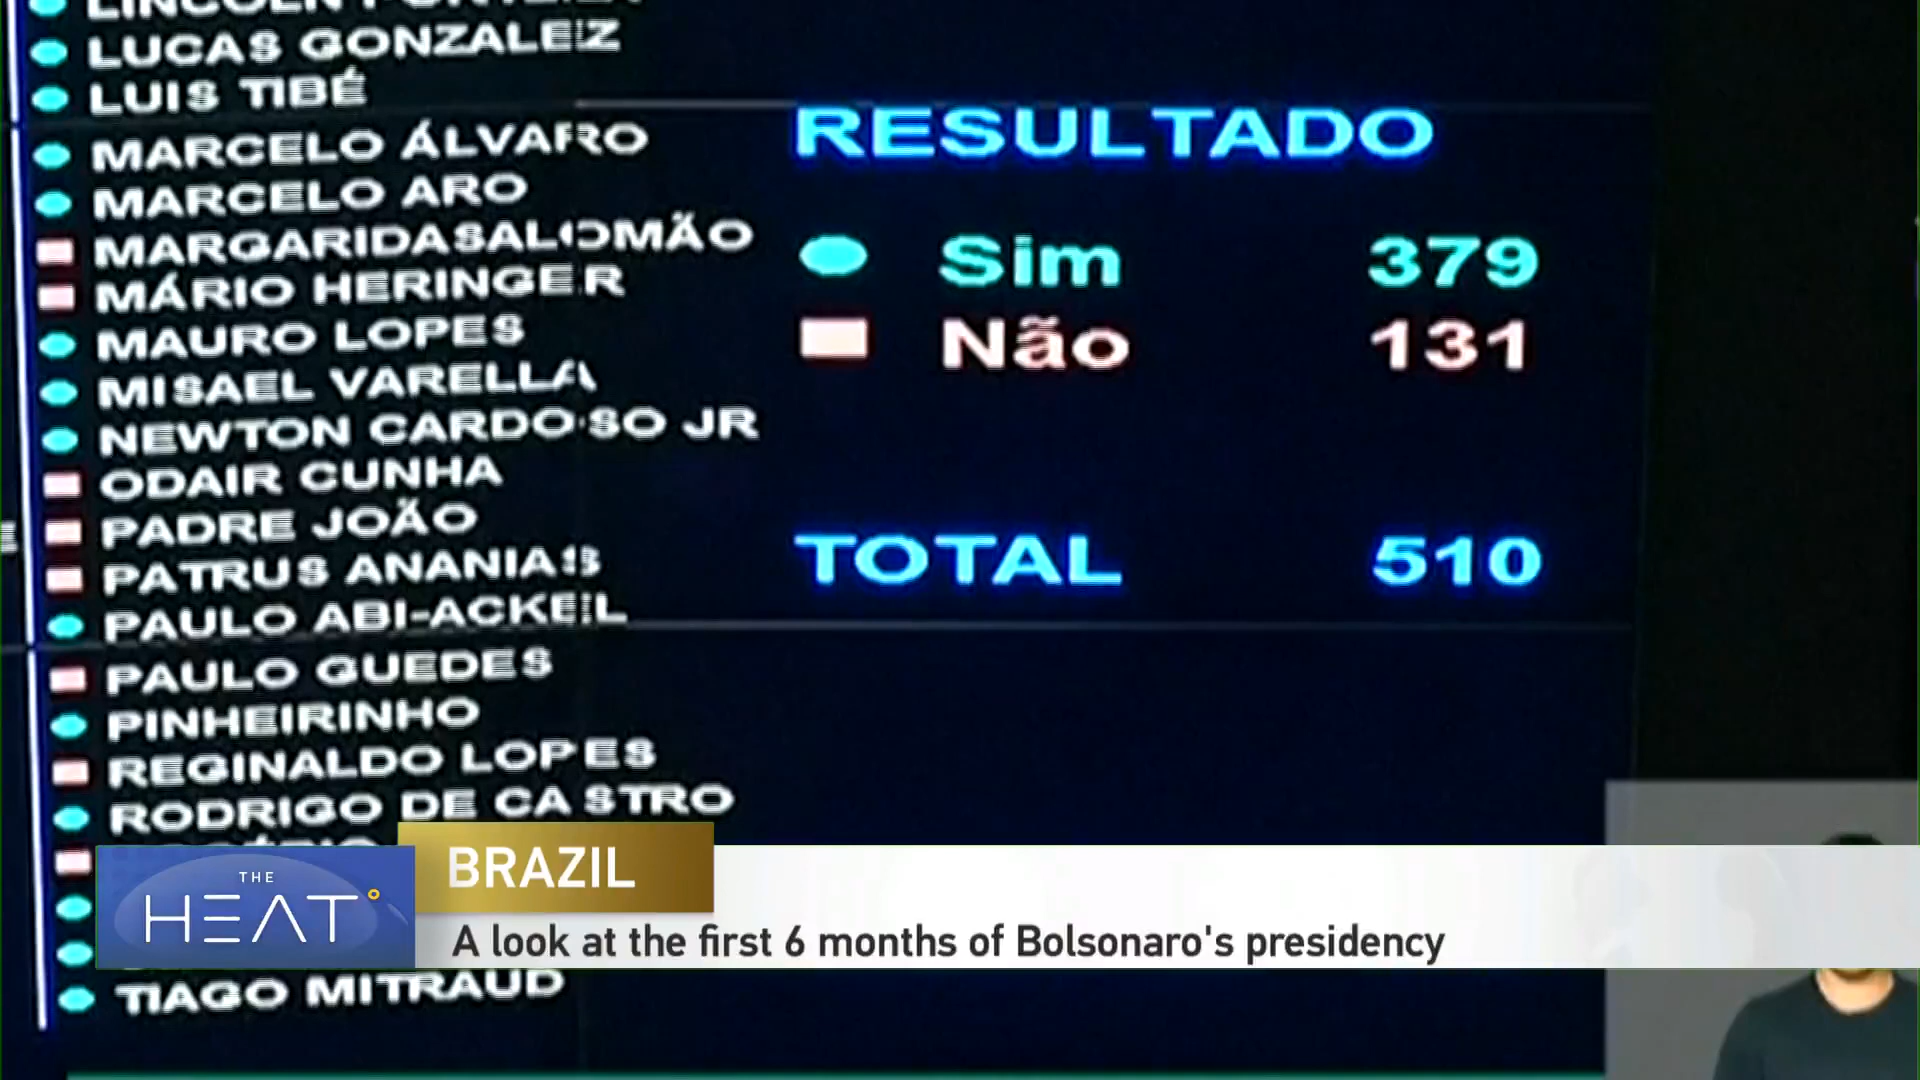 LUCAS GONZALEZ
LUIS TIBÉ
MARCELO ÁLVARO
MARCELO ARO
MARGARIDA SALOMÃO
MÁRIO HERINGER
MAURO LOPES
MISAEL VARELLA
NEWTON CARDOSO JR
ODAIR CUNHA
PADRE JOÃO
PATRUS ANANIAS
PAULO ABI-ACKEL
PAULO GUEDES
PINHEIRINHO
REGINALDO LOPES
RODRIGO DE CASTRO
TIAGO MITRAUD
RESULTADO
Sim 379
Não 131
TOTAL 510
THE
HEAT
BRAZIL
A look at the first 6 months of Bolsonaro's presidency